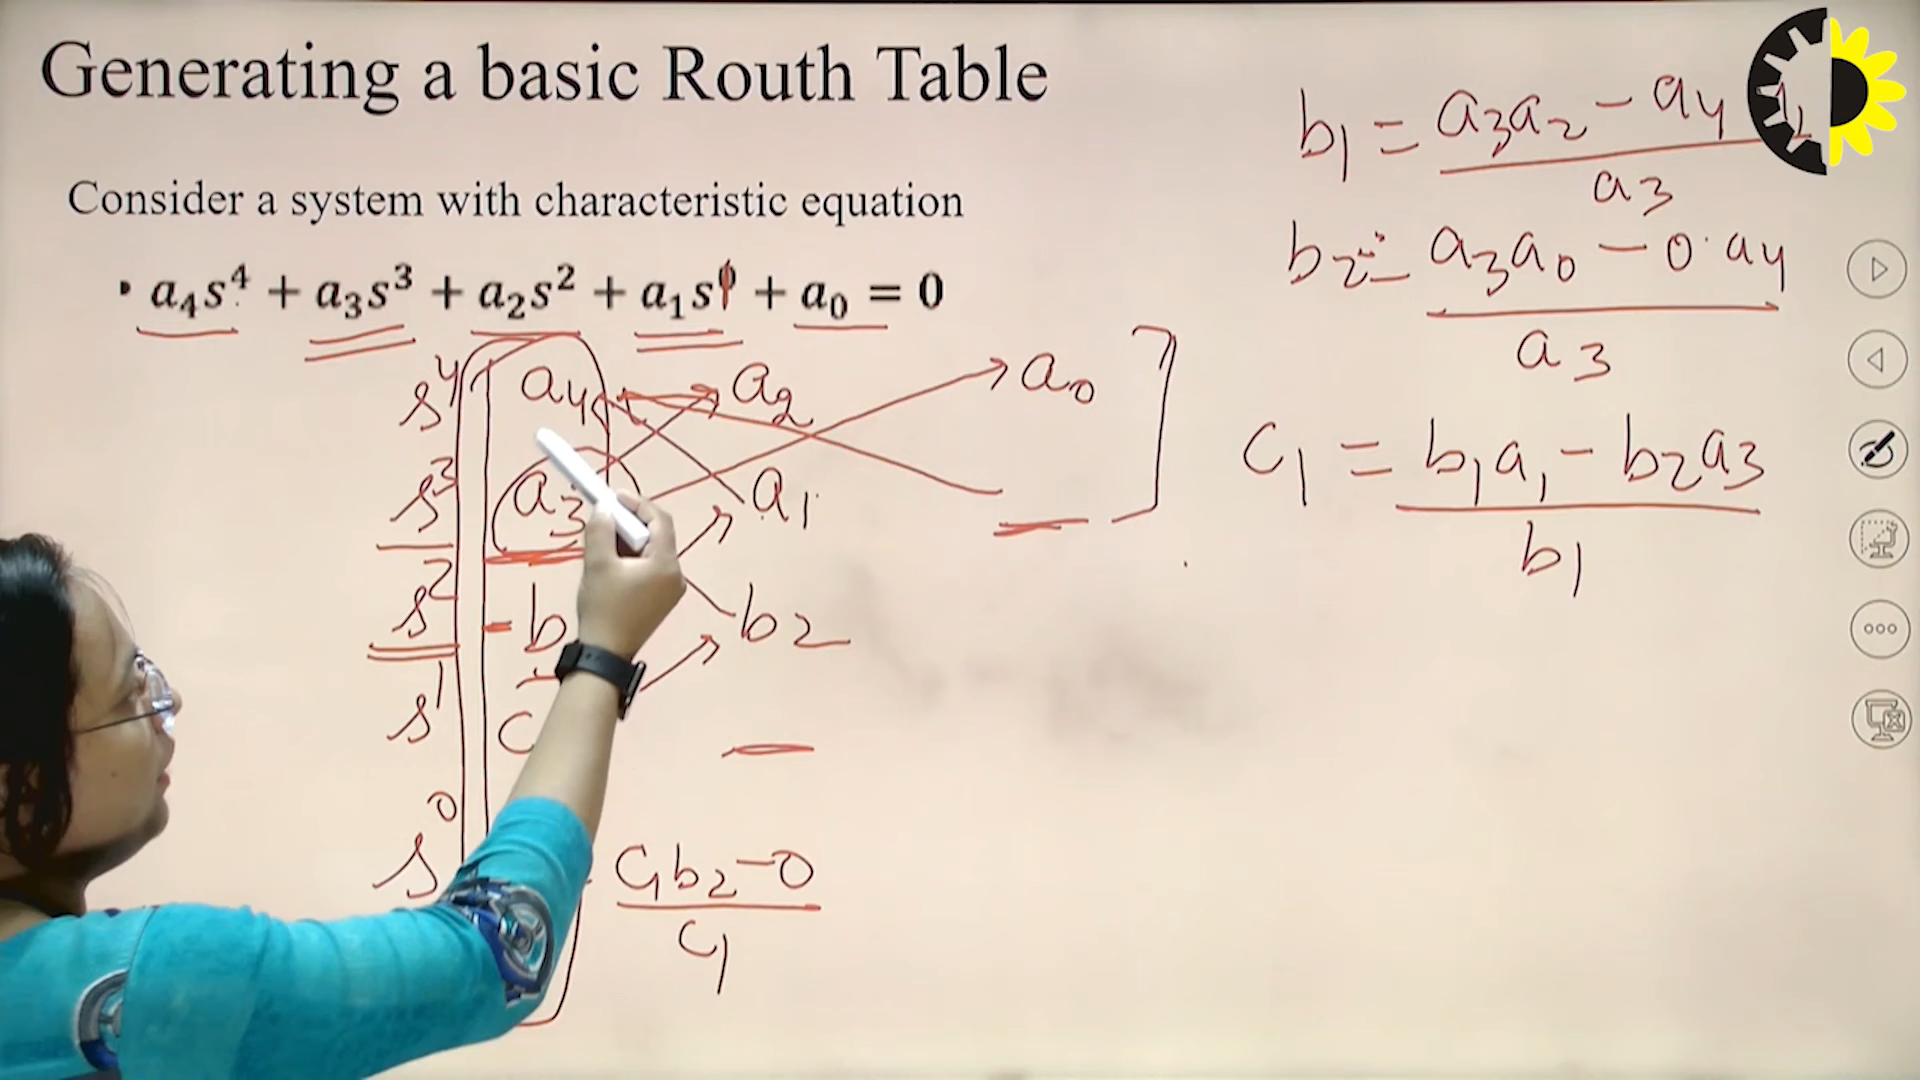 Generating a basic Routh Table
Consider a system with characteristic equation
• a₄s⁴ + a₃s³ + a₂s² + a₁s¹ + a₀ = 0
s⁴ a₄ a₂ a₀
s³ a₃ a₁
s² b b₂
s¹ c
s⁰ c₁b₂-0
c₁
b₁ = a₃a₂ - a₄
a₃
b₂ = a₃a₀ - 0·a₄
a₃
c₁ = b₁a₁ - b₂a₃
b₁